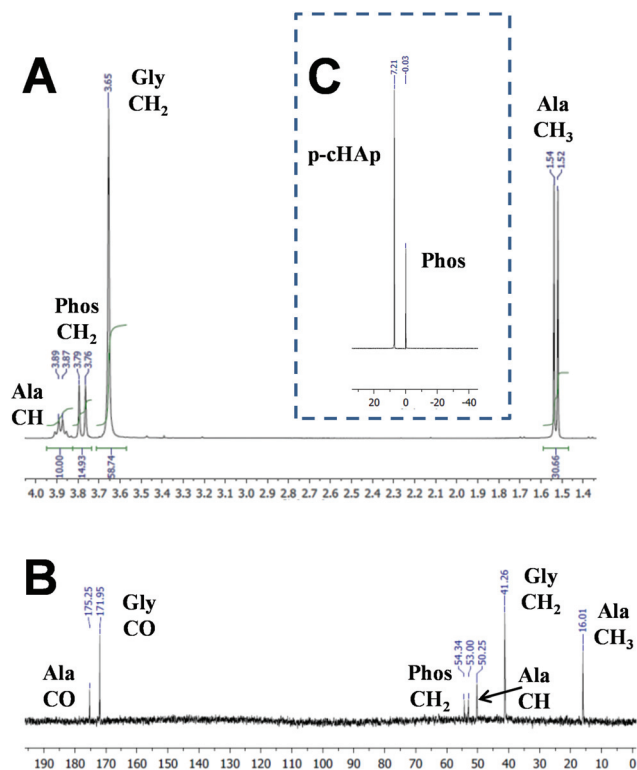 A
Gly
CH2
3.65
C
7.21
-0.03
p-cHAp
Phos
20 0 -20 -40
Ala
CH3
1.54
1.52
Phos
CH2
3.89
3.87
3.79
3.76
Ala
CH
10.00
14.93
58.74
30.66
4.0 3.9 3.8 3.7 3.6 3.5 3.4 3.3 3.2 3.1 3.0 2.9 2.8 2.7 2.6 2.5 2.4 2.3 2.2 2.1 2.0 1.9 1.8 1.7 1.6 1.5 1.4
B
175.25
171.95
Gly
CO
Ala
CO
Phos
CH2
54.34
53.00
50.25
Ala
CH
41.26
Gly
CH2
16.01
Ala
CH3
190 180 170 160 150 140 130 120 110 100 90 80 70 60 50 40 30 20 10 0